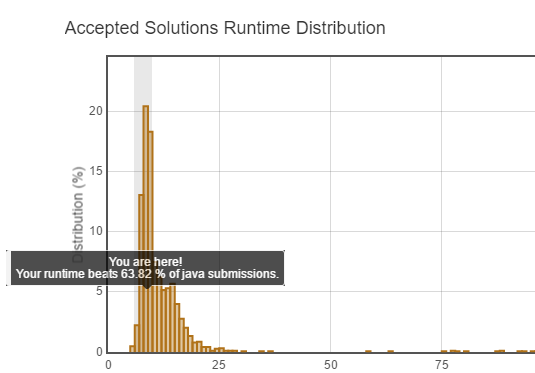 Accepted Solutions Runtime Distribution
20
15
10
5
0
Distribution (%)
You are here!
Your runtime beats 63.82 % of java submissions.
0
25
50
75